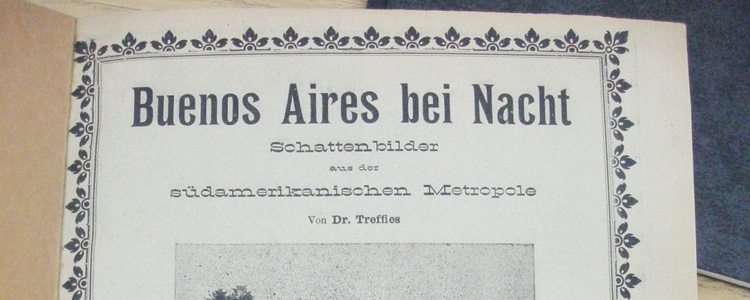 Buenos Aires bei Nacht
Schattenbilder
aus der
südamerikanischen Metropole
Von Dr. Treffies